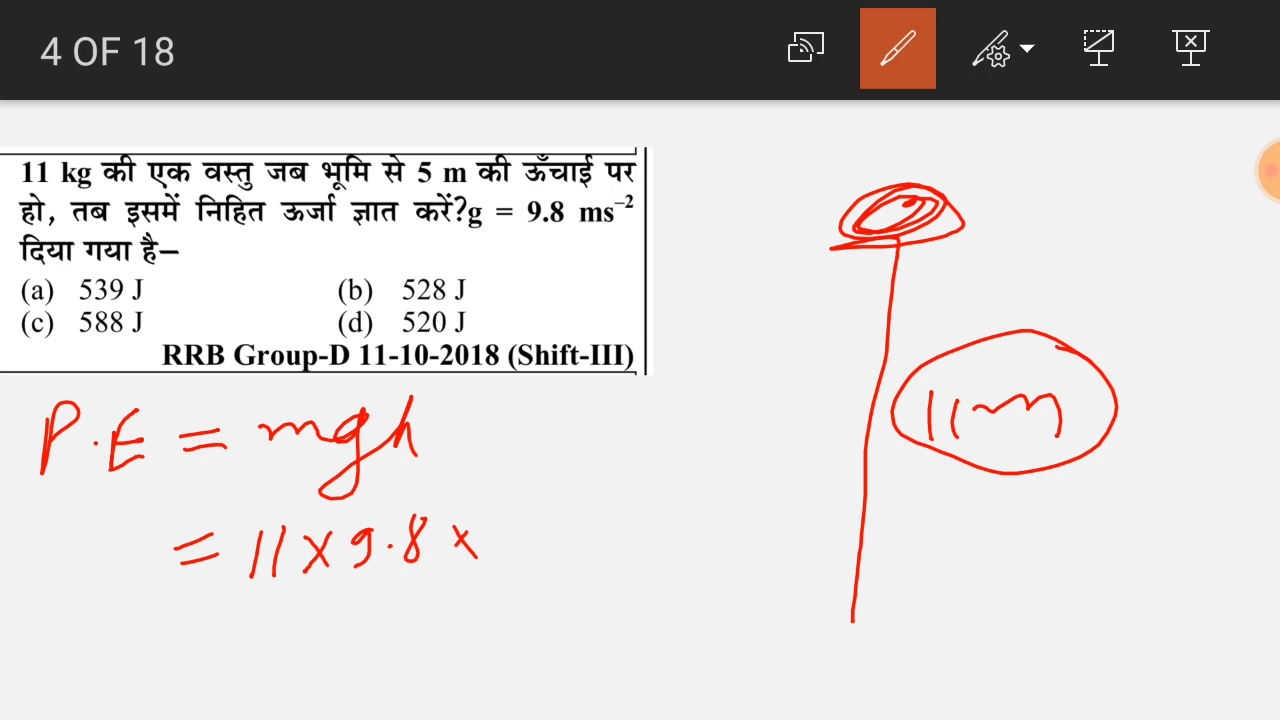 4 OF 18
11 kg की एक वस्तु जब भूमि से 5 m की ऊँचाई पर
हो, तब इसमें निहित ऊर्जा ज्ञात करें?g = 9.8 ms⁻²
दिया गया है–
(a) 539 J (b) 528 J
(c) 588 J (d) 520 J
RRB Group-D 11-10-2018 (Shift-III)
P.E = mgh
= 11 × 9.8 ×
11m